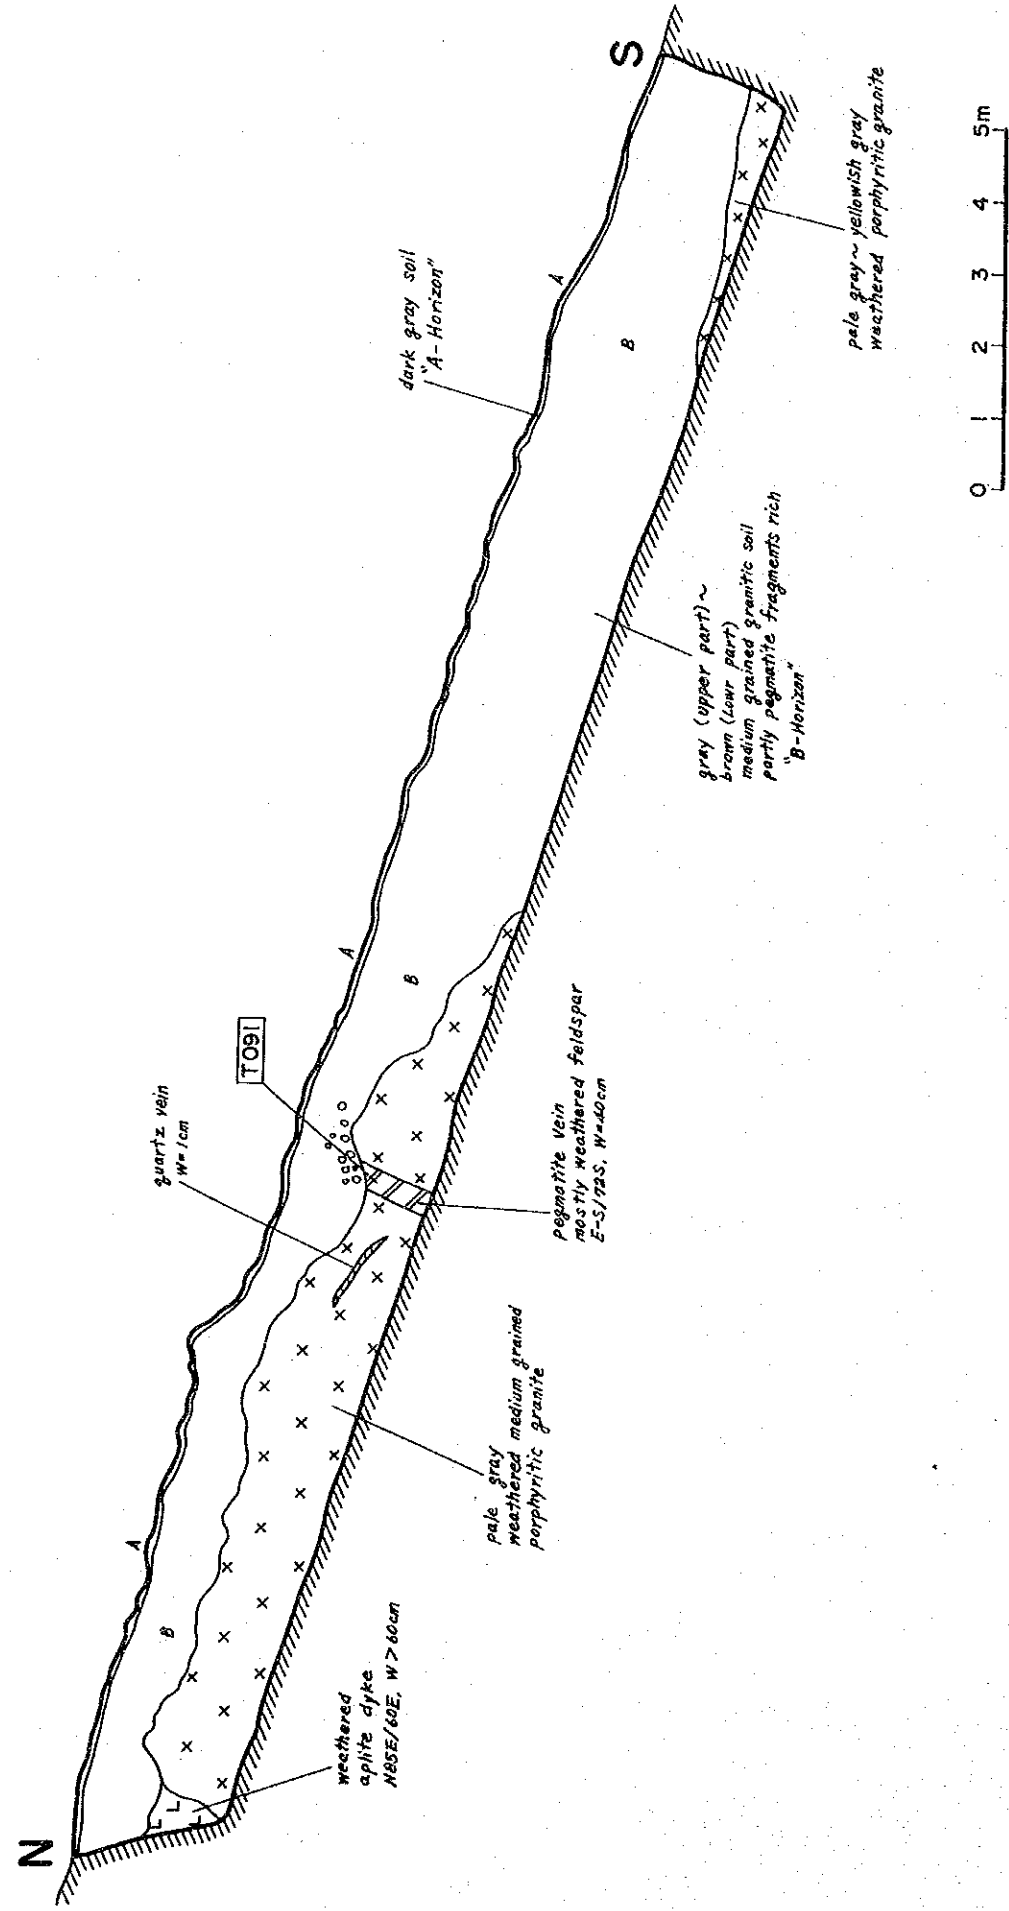 N
S
A
B
A
B
A
B
weathered
aplite dyke
N85E/60E, W>60cm
pale gray
weathered medium grained
porphyritic granite
quartz vein
W=1cm
T091
pegmatite vein
mostly weathered feldspar
E-S/72S, W=40cm
dark gray soil
"A-Horizon"
gray (upper part)~
brown (Lowr part)
medium grained granitic soil
partly pegmatite fragments rich
"B-Horizon"
pale gray~yellowish gray
weathered porphyritic granite
0 1 2 3 4 5m